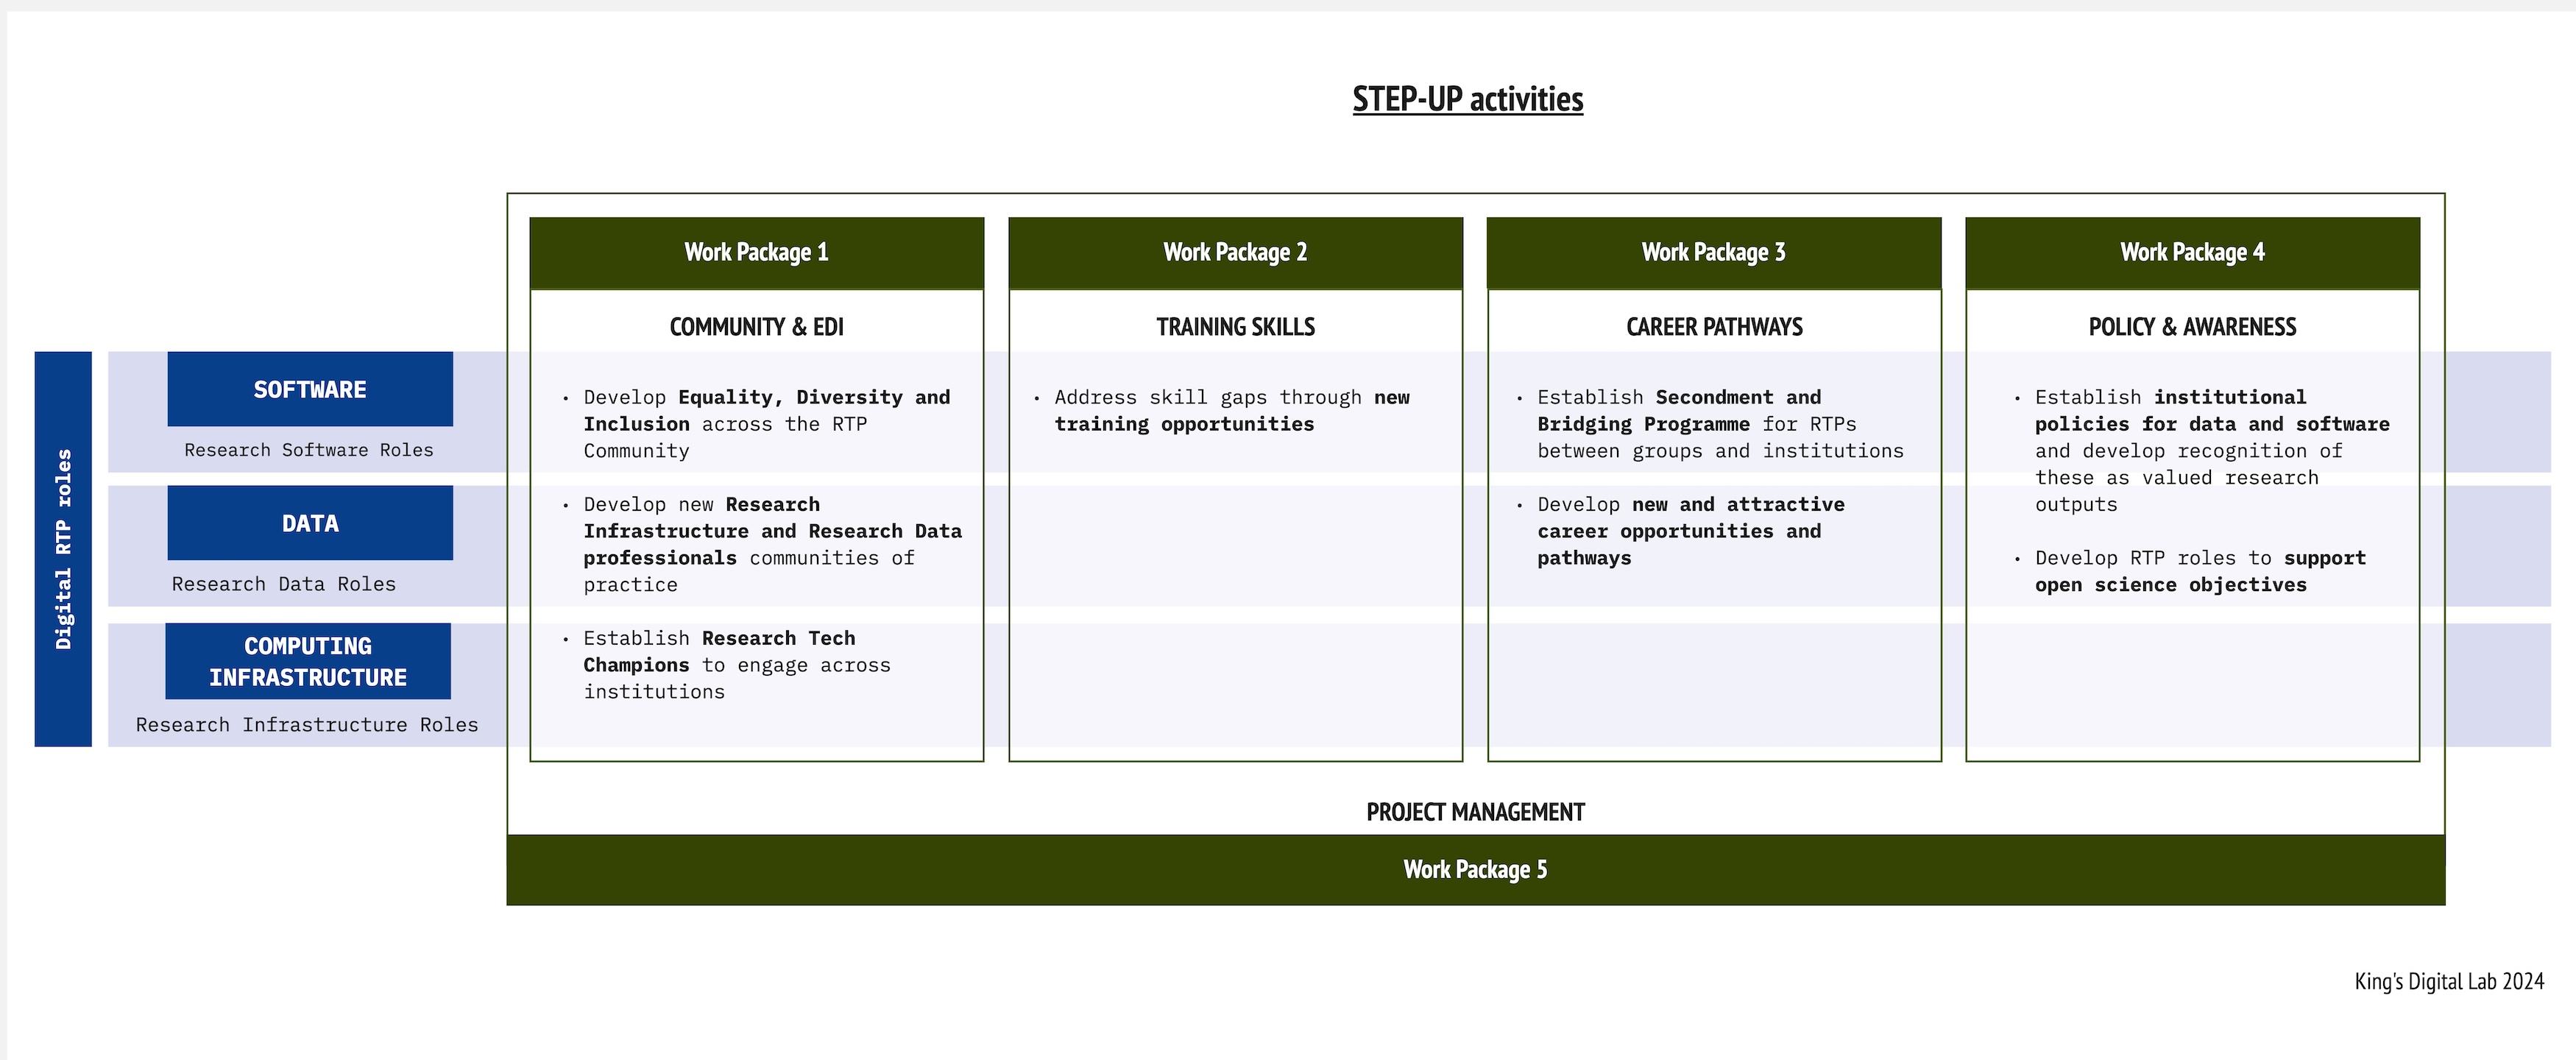 STEP-UP activities
Digital RTP roles
SOFTWARE
Research Software Roles
DATA
Research Data Roles
COMPUTING
INFRASTRUCTURE
Research Infrastructure Roles
Work Package 1
COMMUNITY & EDI
• Develop Equality, Diversity and
Inclusion across the RTP
Community
• Develop new Research
Infrastructure and Research Data
professionals communities of
practice
• Establish Research Tech
Champions to engage across
institutions
Work Package 2
TRAINING SKILLS
• Address skill gaps through new
training opportunities
Work Package 3
CAREER PATHWAYS
• Establish Secondment and
Bridging Programme for RTPs
between groups and institutions
• Develop new and attractive
career opportunities and
pathways
Work Package 4
POLICY & AWARENESS
• Establish institutional
policies for data and software
and develop recognition of
these as valued research
outputs
• Develop RTP roles to support
open science objectives
PROJECT MANAGEMENT
Work Package 5
King's Digital Lab 2024